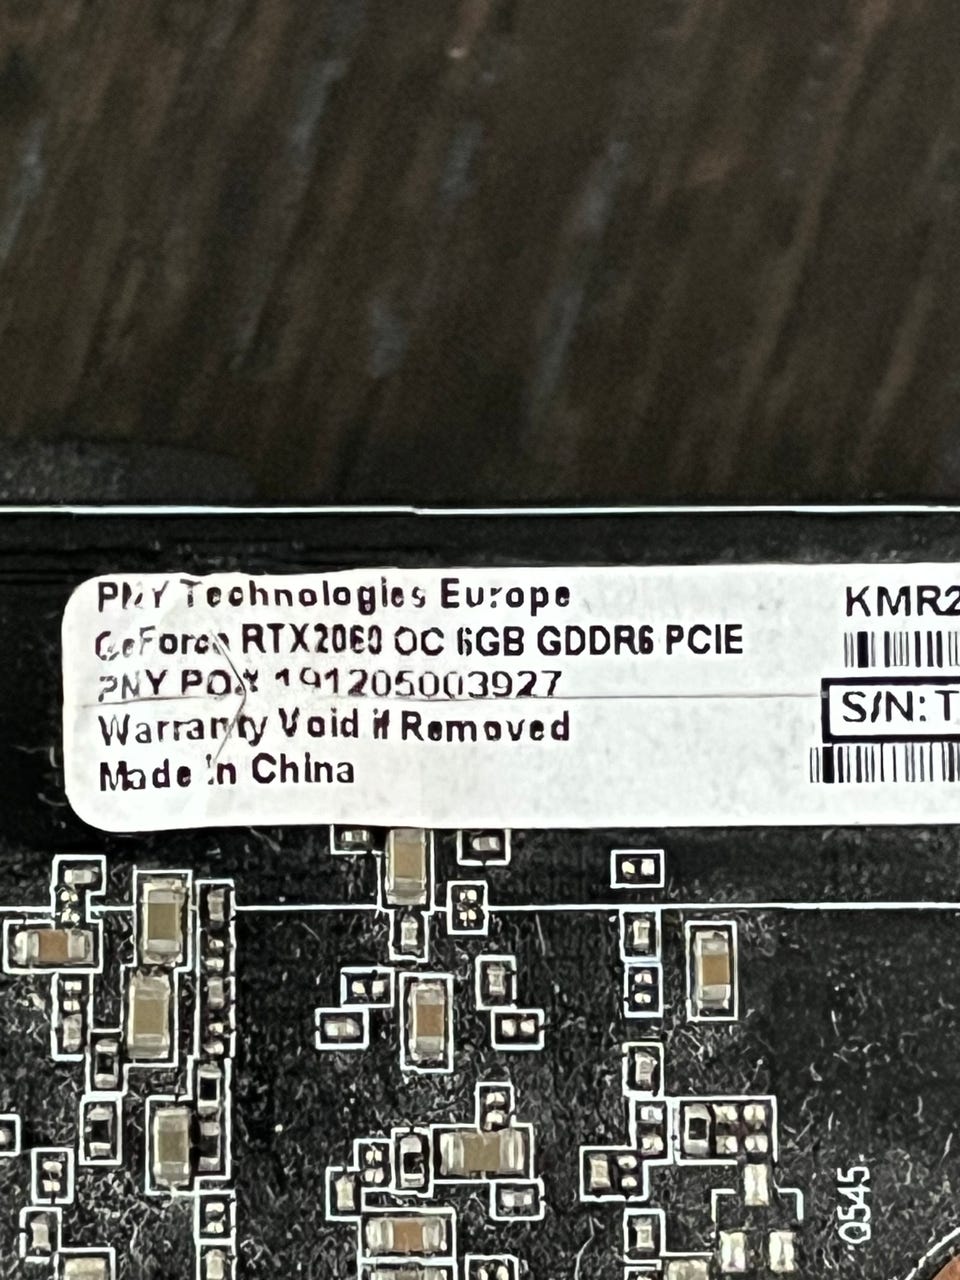 PNY Technologies Europe
GeForce RTX2060 OC 6GB GDDR6 PCIE
PNY PO# 191205003927
Warranty Void if Removed
Made in China
KMR2
S/N: T
0545